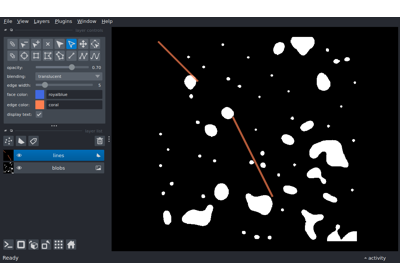 File View Layers Plugins Window Help
opacity: 0.70
blending: translucent
edge width: 5
face color: royalblue
edge color: coral
display text:
lines
blobs
Ready
activity